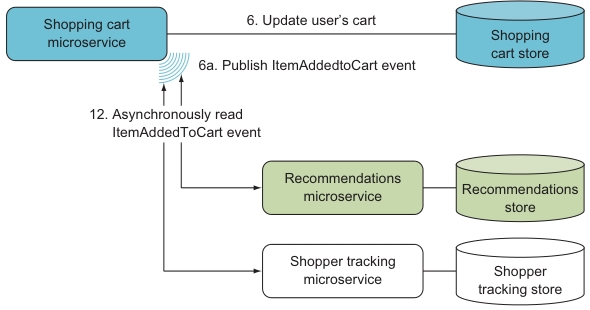 Shopping cart
microservice
6. Update user's cart
Shopping
cart store
6a. Publish ItemAddedtoCart event
12. Asynchronously read
ItemAddedToCart event
Recommendations
microservice
Recommendations
store
Shopper tracking
microservice
Shopper
tracking store